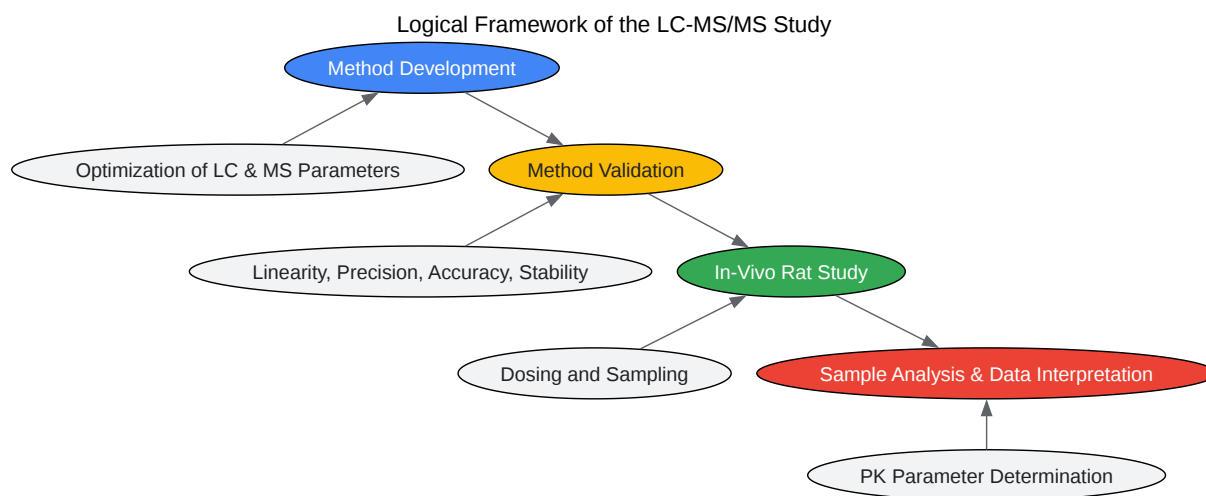 Logical Framework of the LC-MS/MS Study
Method Development
Optimization of LC & MS Parameters
Method Validation
Linearity, Precision, Accuracy, Stability
In-Vivo Rat Study
Dosing and Sampling
Sample Analysis & Data Interpretation
PK Parameter Determination